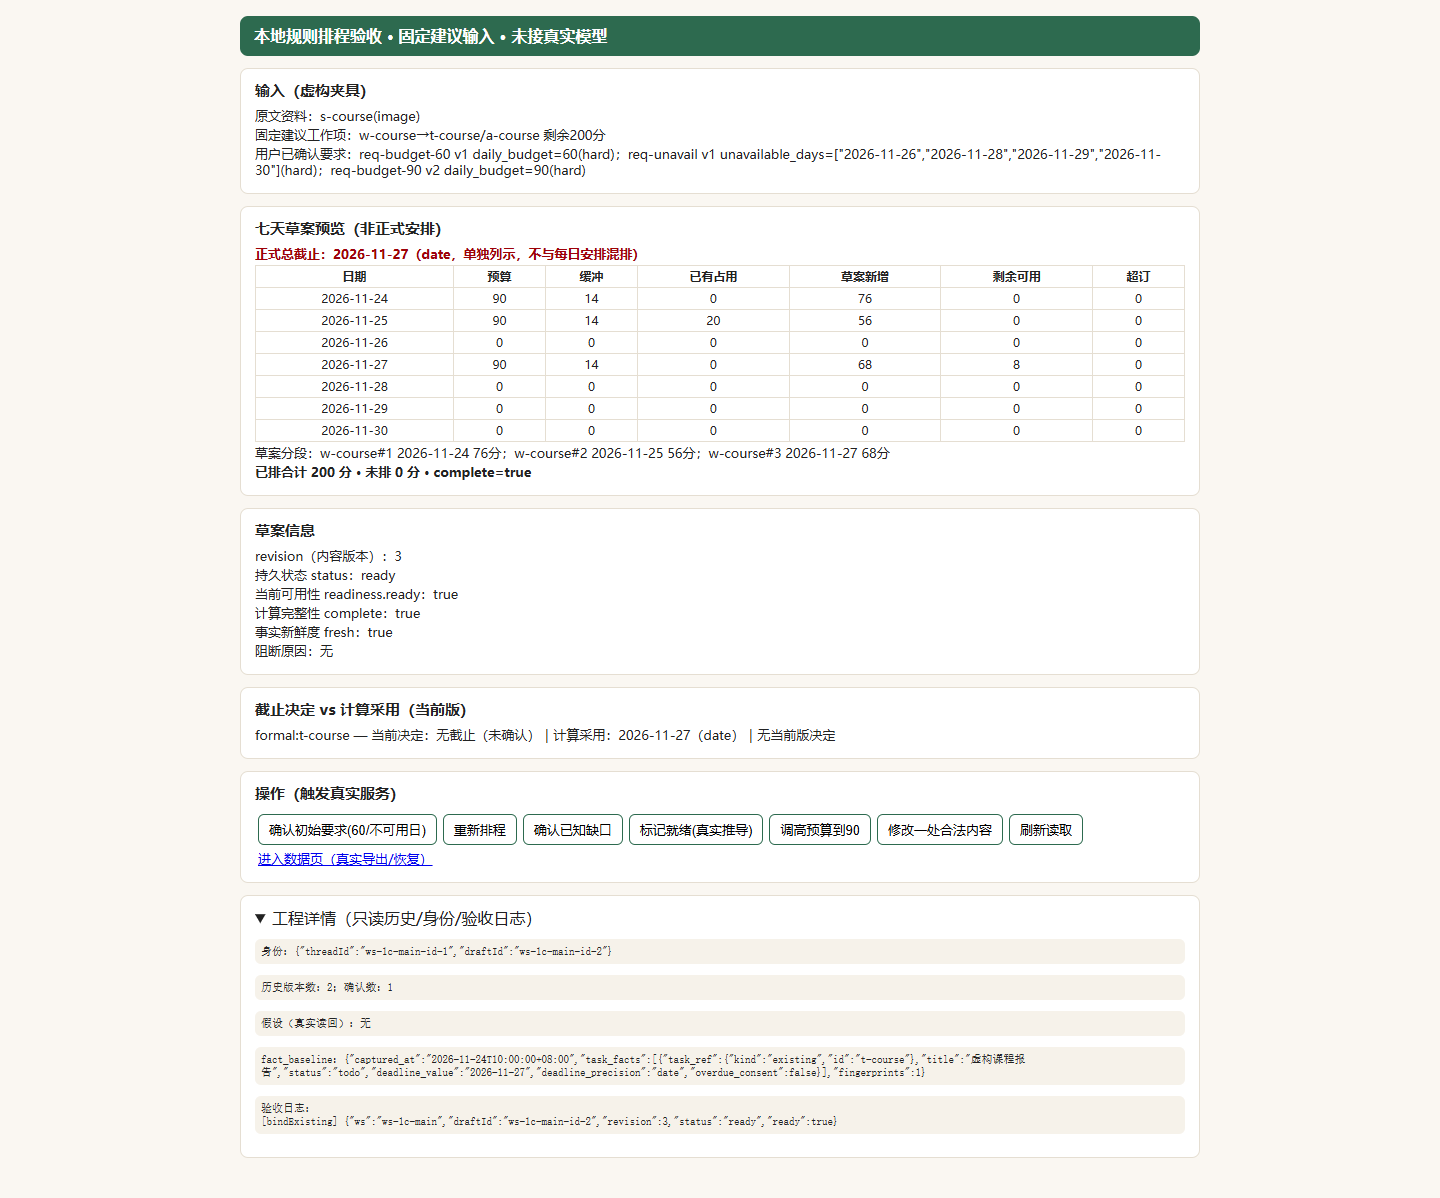 本地规则排程验收 • 固定建议输入 • 未接真实模型
输入（虚构夹具）
原文资料：s-course(image)
固定建议工作项：w-course→t-course/a-course 剩余200分
用户已确认要求：req-budget-60 v1 daily_budget=60(hard)；req-unavail v1 unavailable_days=["2026-11-26","2026-11-28","2026-11-29","2026-11-
30"](hard)；req-budget-90 v2 daily_budget=90(hard)
七天草案预览（非正式安排）
正式总截止：2026-11-27（date，单独列示，不与每日安排混排）
日期 预算 缓冲 已有占用 草案新增 剩余可用 超订
2026-11-24 90 14 0 76 0 0
2026-11-25 90 14 20 56 0 0
2026-11-26 0 0 0 0 0 0
2026-11-27 90 14 0 68 8 0
2026-11-28 0 0 0 0 0 0
2026-11-29 0 0 0 0 0 0
2026-11-30 0 0 0 0 0 0
草案分段：w-course#1 2026-11-24 76分；w-course#2 2026-11-25 56分；w-course#3 2026-11-27 68分
已排合计 200 分 • 未排 0 分 • complete=true
草案信息
revision（内容版本）：3
持久状态 status：ready
当前可用性 readiness.ready：true
计算完整性 complete：true
事实新鲜度 fresh：true
阻断原因：无
截止决定 vs 计算采用（当前版）
formal:t-course — 当前决定：无截止（未确认）｜计算采用：2026-11-27（date）｜无当前版决定
操作（触发真实服务）
确认初始要求(60/不可用日) 重新排程 确认已知缺口 标记就绪(真实推导) 调高预算到90 修改一处合法内容 刷新读取
进入数据页（真实导出/恢复）
▼ 工程详情（只读历史/身份/验收日志）
身份：{"threadId":"ws-1c-main-id-1","draftId":"ws-1c-main-id-2"}
历史版本数：2；确认数：1
假设（真实读回）：无
fact_baseline：{"captured_at":"2026-11-24T10:00:00+08:00","task_facts":[{"task_ref":{"kind":"existing","id":"t-course"},"title":"虚构课程报
告","status":"todo","deadline_value":"2026-11-27","deadline_precision":"date","overdue_consent":false}],"fingerprints":1}
验收日志：
[bindExisting] {"ws":"ws-1c-main","draftId":"ws-1c-main-id-2","revision":3,"status":"ready","ready":true}